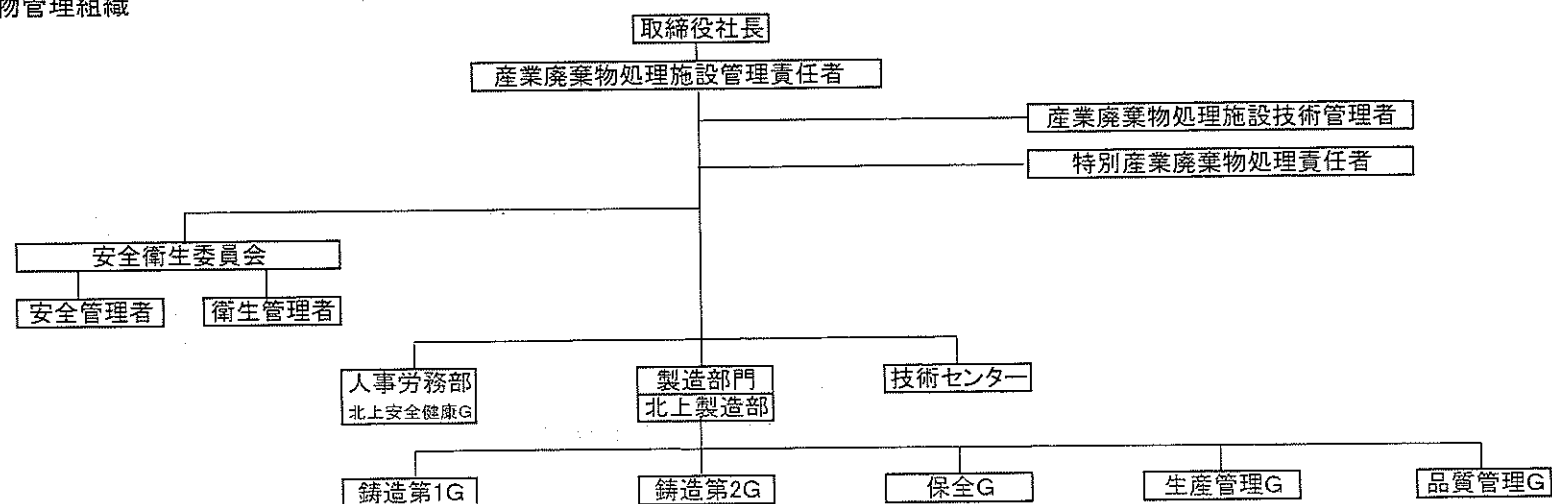 物管理組織
取締役社長
産業廃棄物処理施設管理責任者
産業廃棄物処理施設技術管理者
特別産業廃棄物処理責任者
安全衛生委員会
安全管理者
衛生管理者
人事労務部
北上安全健康G
製造部門
北上製造部
技術センター
鋳造第1G
鋳造第2G
保全G
生産管理G
品質管理G